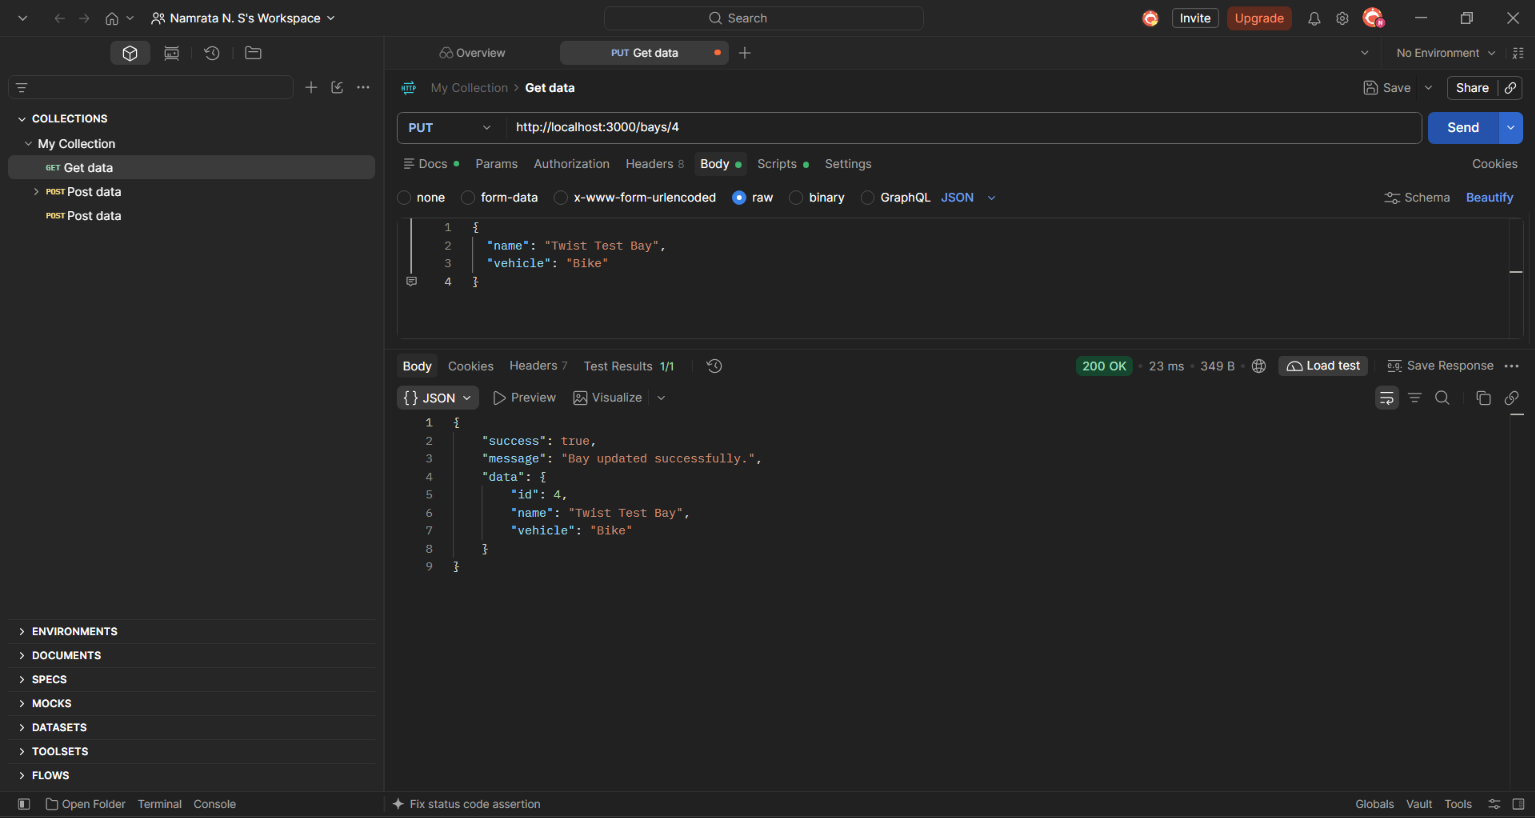 Namrata N. S's Workspace
Search
Invite
Upgrade
Overview
PUT Get data
No Environment
COLLECTIONS
My Collection
GET Get data
POST Post data
POST Post data
HTTP My Collection > Get data
Save
Share
PUT
http://localhost:3000/bays/4
Send
Docs
Params
Authorization
Headers 8
Body
Scripts
Settings
Cookies
none
form-data
x-www-form-urlencoded
raw
binary
GraphQL
JSON
Schema
Beautify
1 {
2 "name": "Twist Test Bay",
3 "vehicle": "Bike"
4 }
Body
Cookies
Headers 7
Test Results 1/1
200 OK
23 ms
349 B
Load test
e.g. Save Response
{ } JSON
Preview
Visualize
1 {
2 "success": true,
3 "message": "Bay updated successfully.",
4 "data": {
5 "id": 4,
6 "name": "Twist Test Bay",
7 "vehicle": "Bike"
8 }
9 }
ENVIRONMENTS
DOCUMENTS
SPECS
MOCKS
DATASETS
TOOLSETS
FLOWS
Open Folder
Terminal
Console
Fix status code assertion
Globals
Vault
Tools